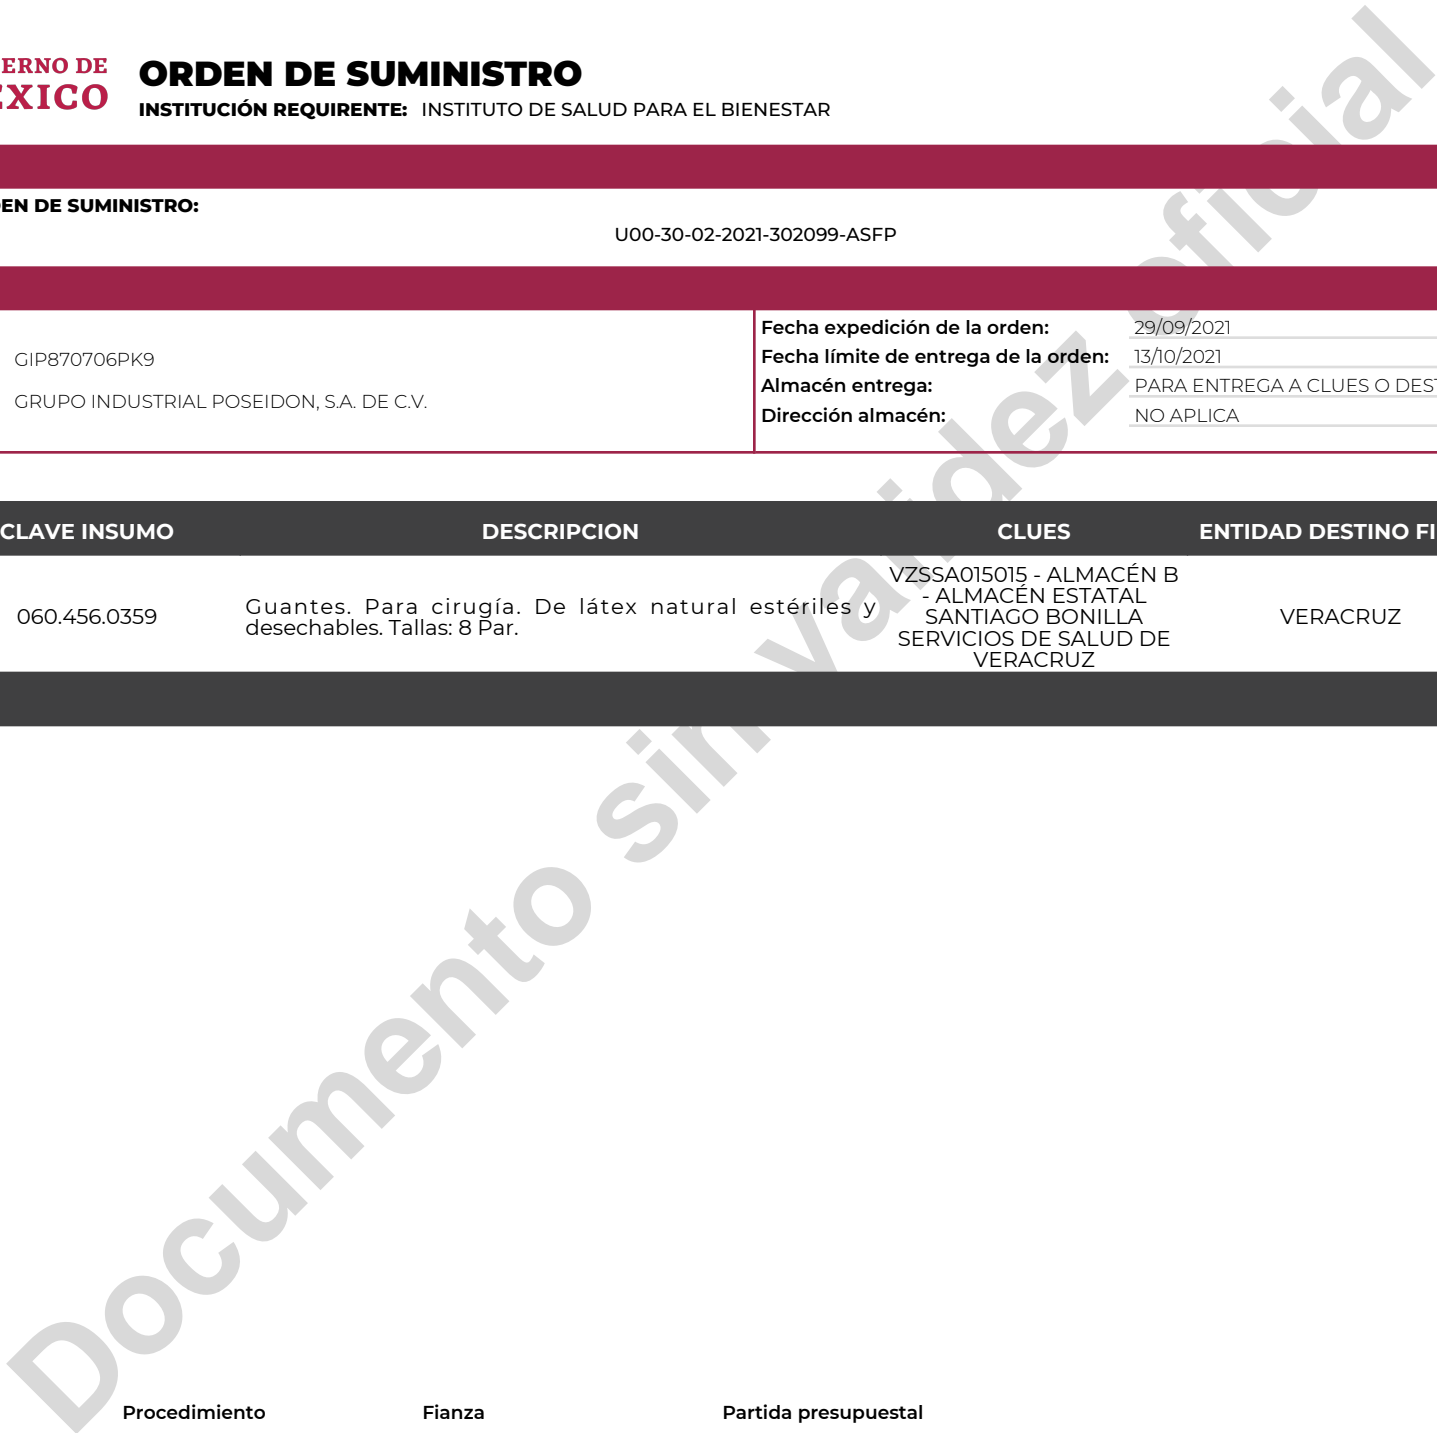 ERNO DE
EXICO
ORDEN DE SUMINISTRO
INSTITUCIÓN REQUIRENTE: INSTITUTO DE SALUD PARA EL BIENESTAR
EN DE SUMINISTRO:
U00-30-02-2021-302099-ASFP
GIP870706PK9
GRUPO INDUSTRIAL POSEIDON, S.A. DE C.V.
Fecha expedición de la orden: 29/09/2021
Fecha límite de entrega de la orden: 13/10/2021
Almacén entrega: PARA ENTREGA A CLUES O DEST
Dirección almacén: NO APLICA
CLAVE INSUMO DESCRIPCION CLUES ENTIDAD DESTINO FI
060.456.0359
Guantes. Para cirugía. De látex natural estériles y
desechables. Tallas: 8 Par.
VZSSA015015 - ALMACÉN B
- ALMACÉN ESTATAL
SANTIAGO BONILLA
SERVICIOS DE SALUD DE
VERACRUZ
VERACRUZ
Documento sin validez oficial
Procedimiento Fianza Partida presupuestal